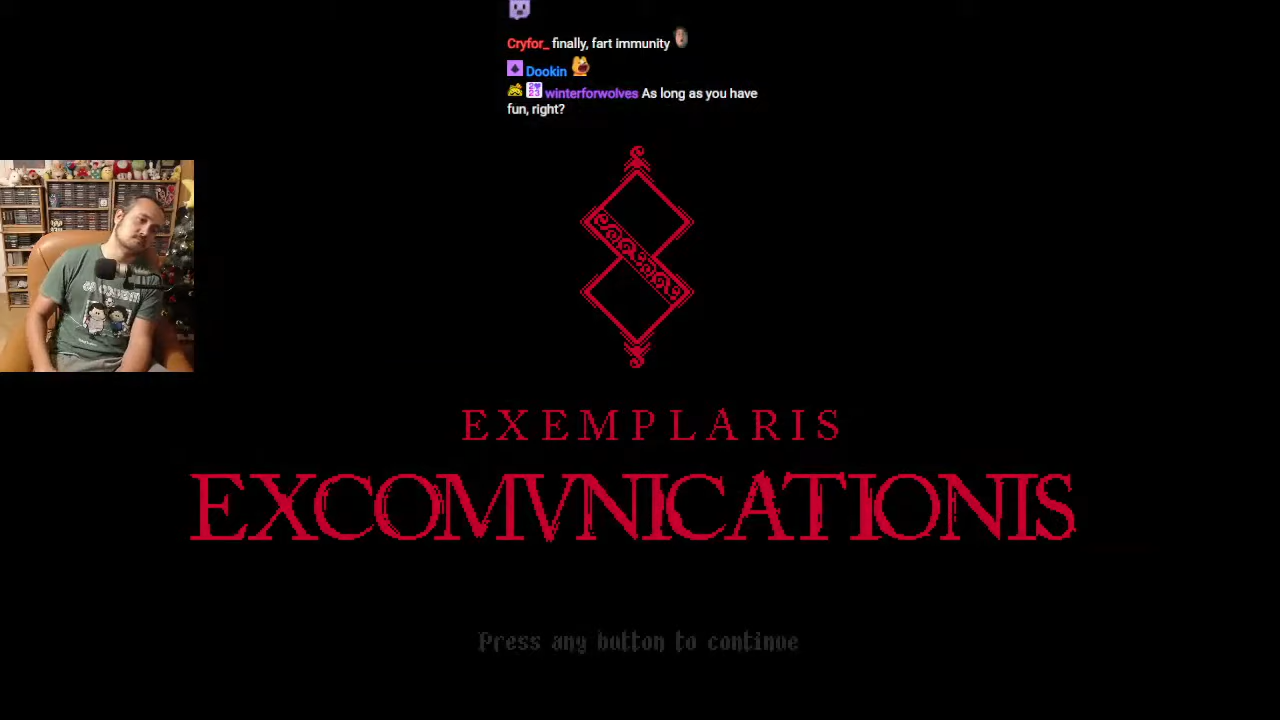 Cryfor_ finally, fart immunity
Dookin
winterforwolves As long as you have
fun, right?
EXEMPLARIS
EXCOMVNICATIONIS
Press any button to continue